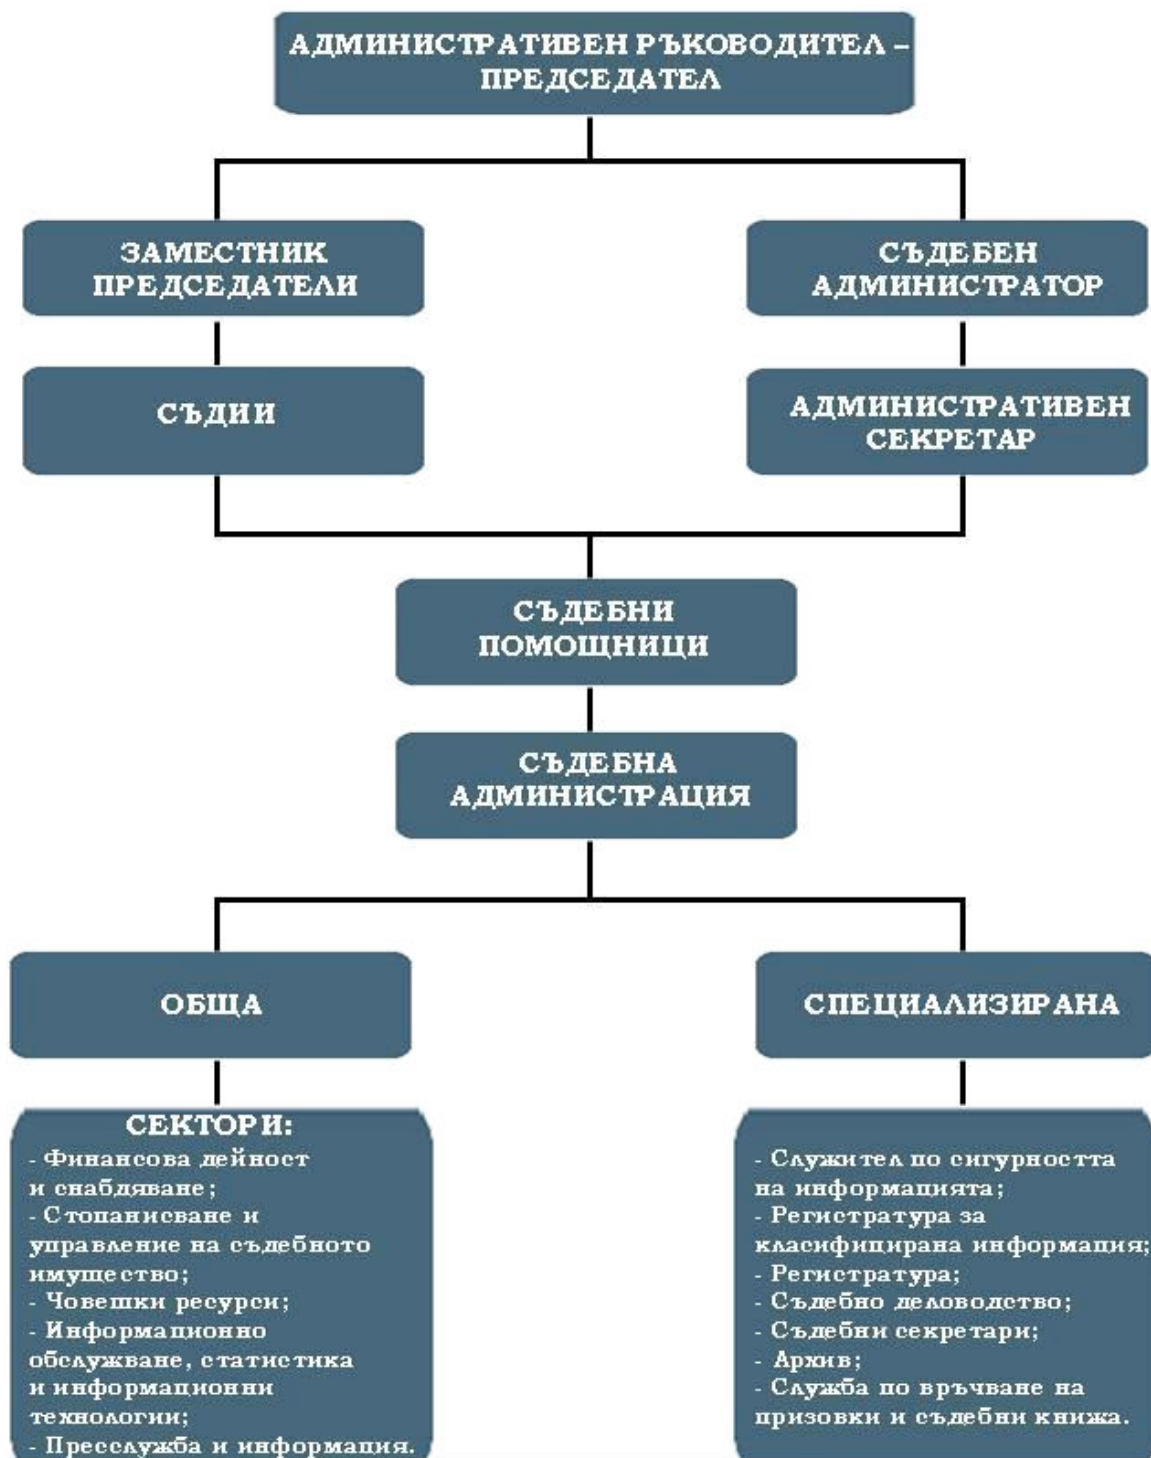 АДМИНИСТРАТИВЕН РЪКОВОДИТЕЛ –
ПРЕДСЕДАТЕЛ
ЗАМЕСТНИК
ПРЕДСЕДАТЕЛИ
СЪДЕБЕН
АДМИНИСТРАТОР
СЪДИИ
АДМИНИСТРАТИВЕН
СЕКРЕТАР
СЪДЕБНИ
ПОМОЩНИЦИ
СЪДЕБНА
АДМИНИСТРАЦИЯ
ОБЩА
СПЕЦИАЛИЗИРАНА
СЕКТОРИ:
- Финансова дейност
и снабдяване;
- Стопанисване и
управление на съдебното
имущество;
- Човешки ресурси;
- Информационно
обслужване, статистика
и информационни
технологии;
- Пресслужба и информация.
- Служител по сигурността
на информацията;
- Регистратура за
класифицирана информация;
- Регистратура;
- Съдебно деловодство;
- Съдебни секретари;
- Архив;
- Служба по връчване на
призовки и съдебни книжа.